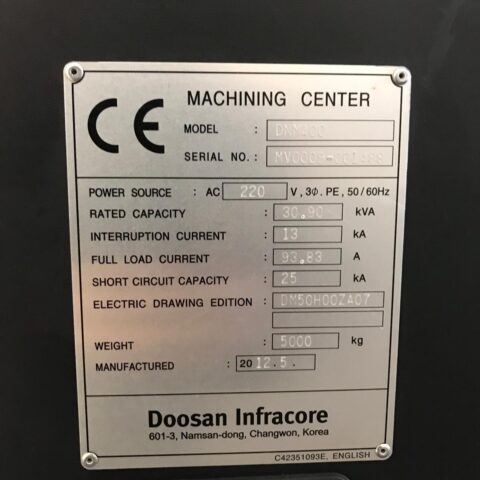 CE
MACHINING CENTER
MODEL : DNM400
SERIAL NO. :
POWER SOURCE : AC 220 V, 3Φ. PE, 50/60Hz
RATED CAPACITY : 30.90 kVA
INTERRUPTION CURRENT : 13 kA
FULL LOAD CURRENT : 93.83 A
SHORT CIRCUIT CAPACITY : 25 kA
ELECTRIC DRAWING EDITION : DM50H00ZA07
WEIGHT : 5000 kg
MANUFACTURED : 2012.5.
Doosan Infracore
601-3, Namsan-dong, Changwon, Korea
C42351093E, ENGLISH